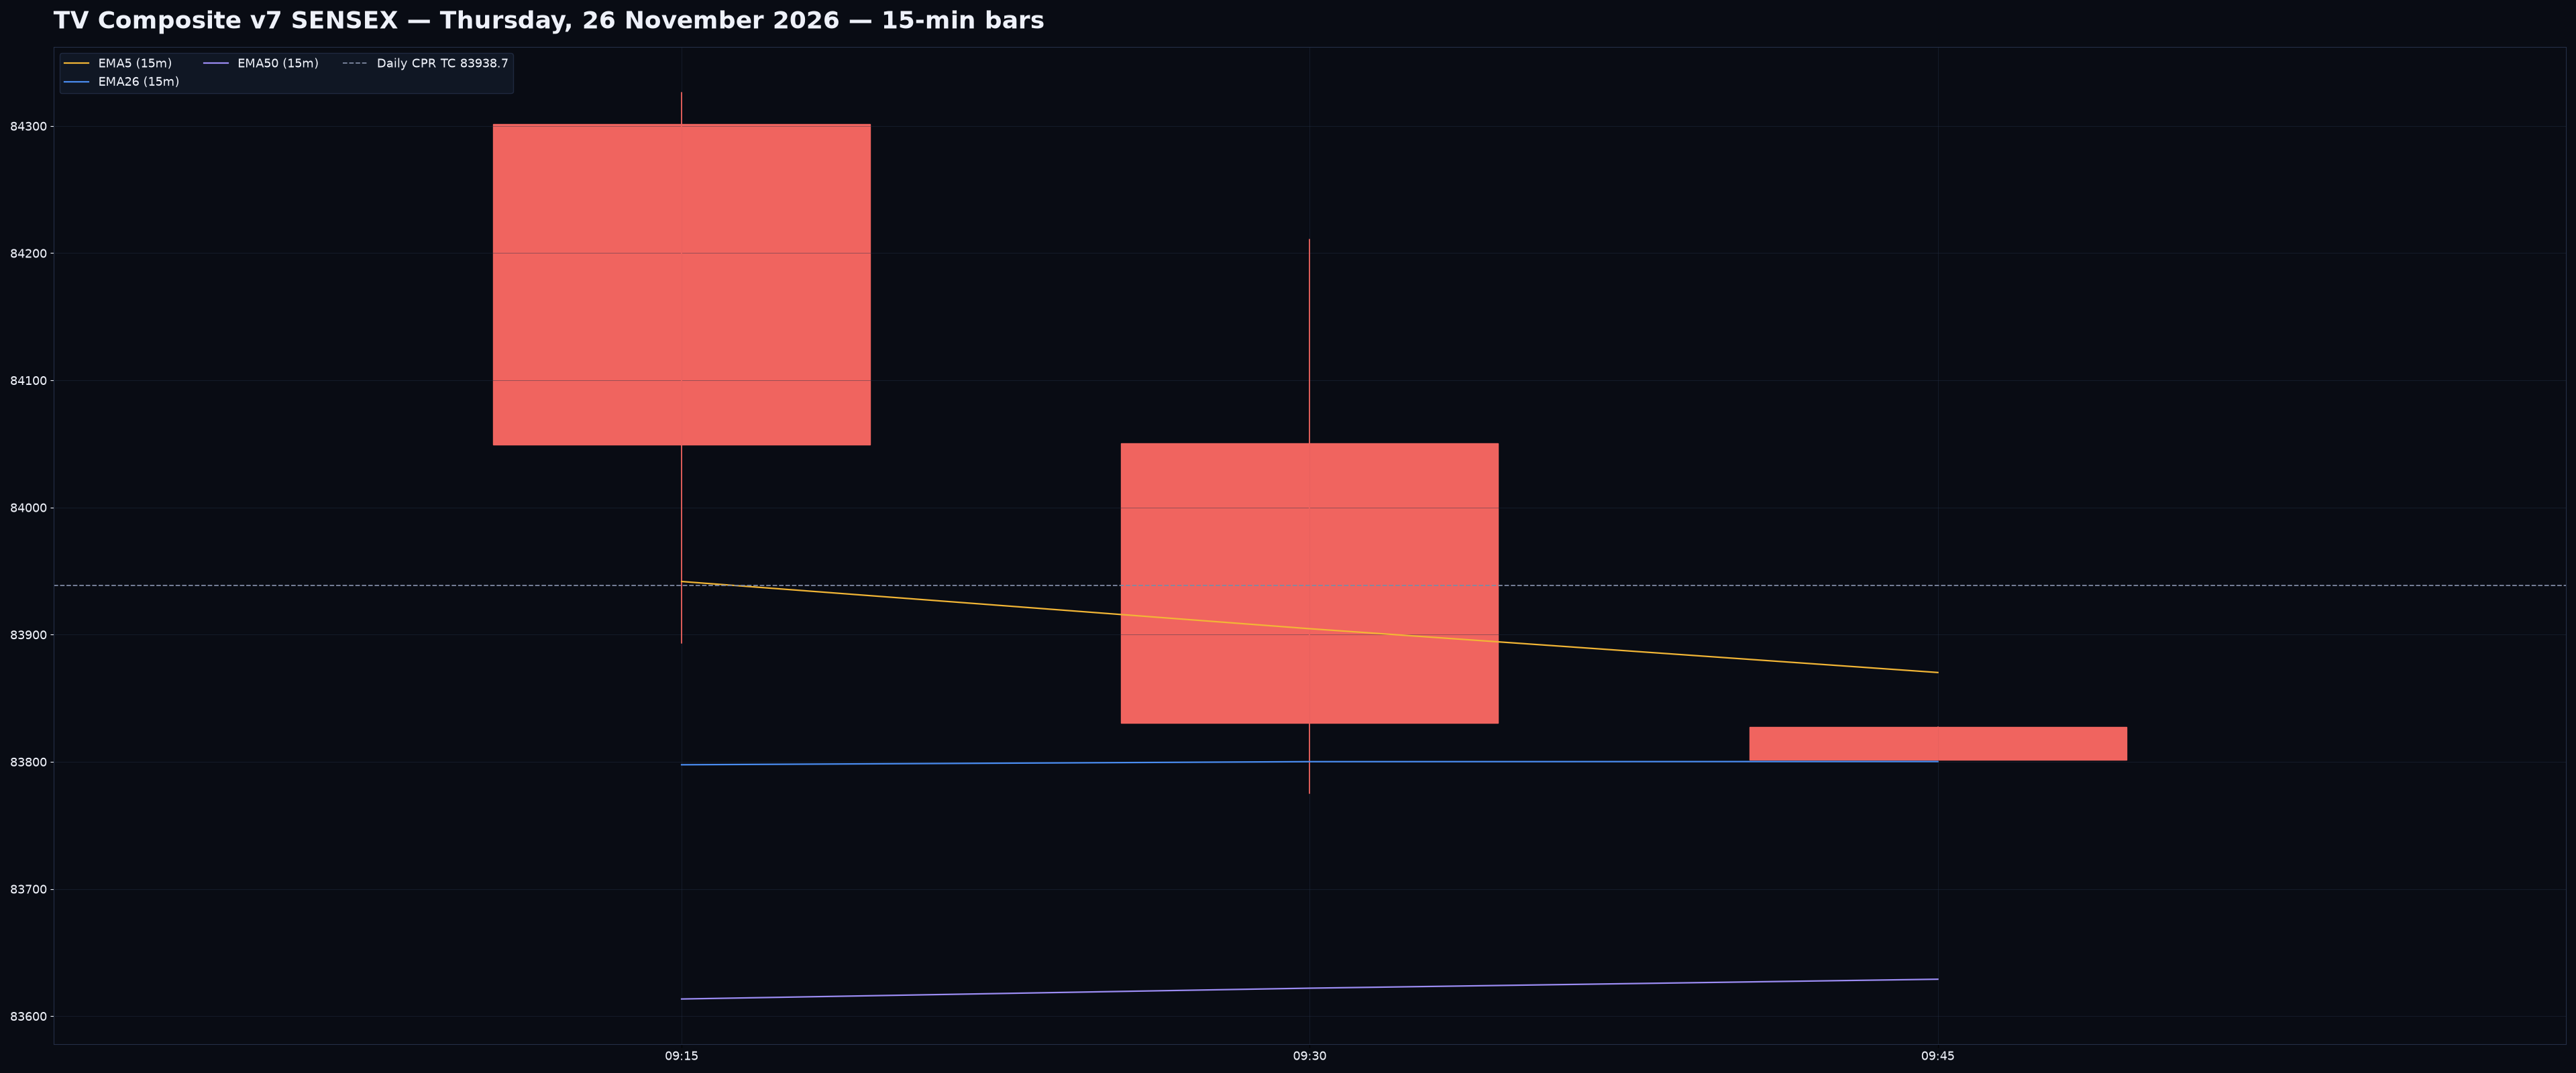 TV Composite v7 SENSEX — Thursday, 26 November 2026 — 15-min bars
EMA5 (15m) EMA50 (15m) Daily CPR TC 83938.7
EMA26 (15m)
84300
84200
84100
84000
83900
83800
83700
83600
09:15 09:30 09:45